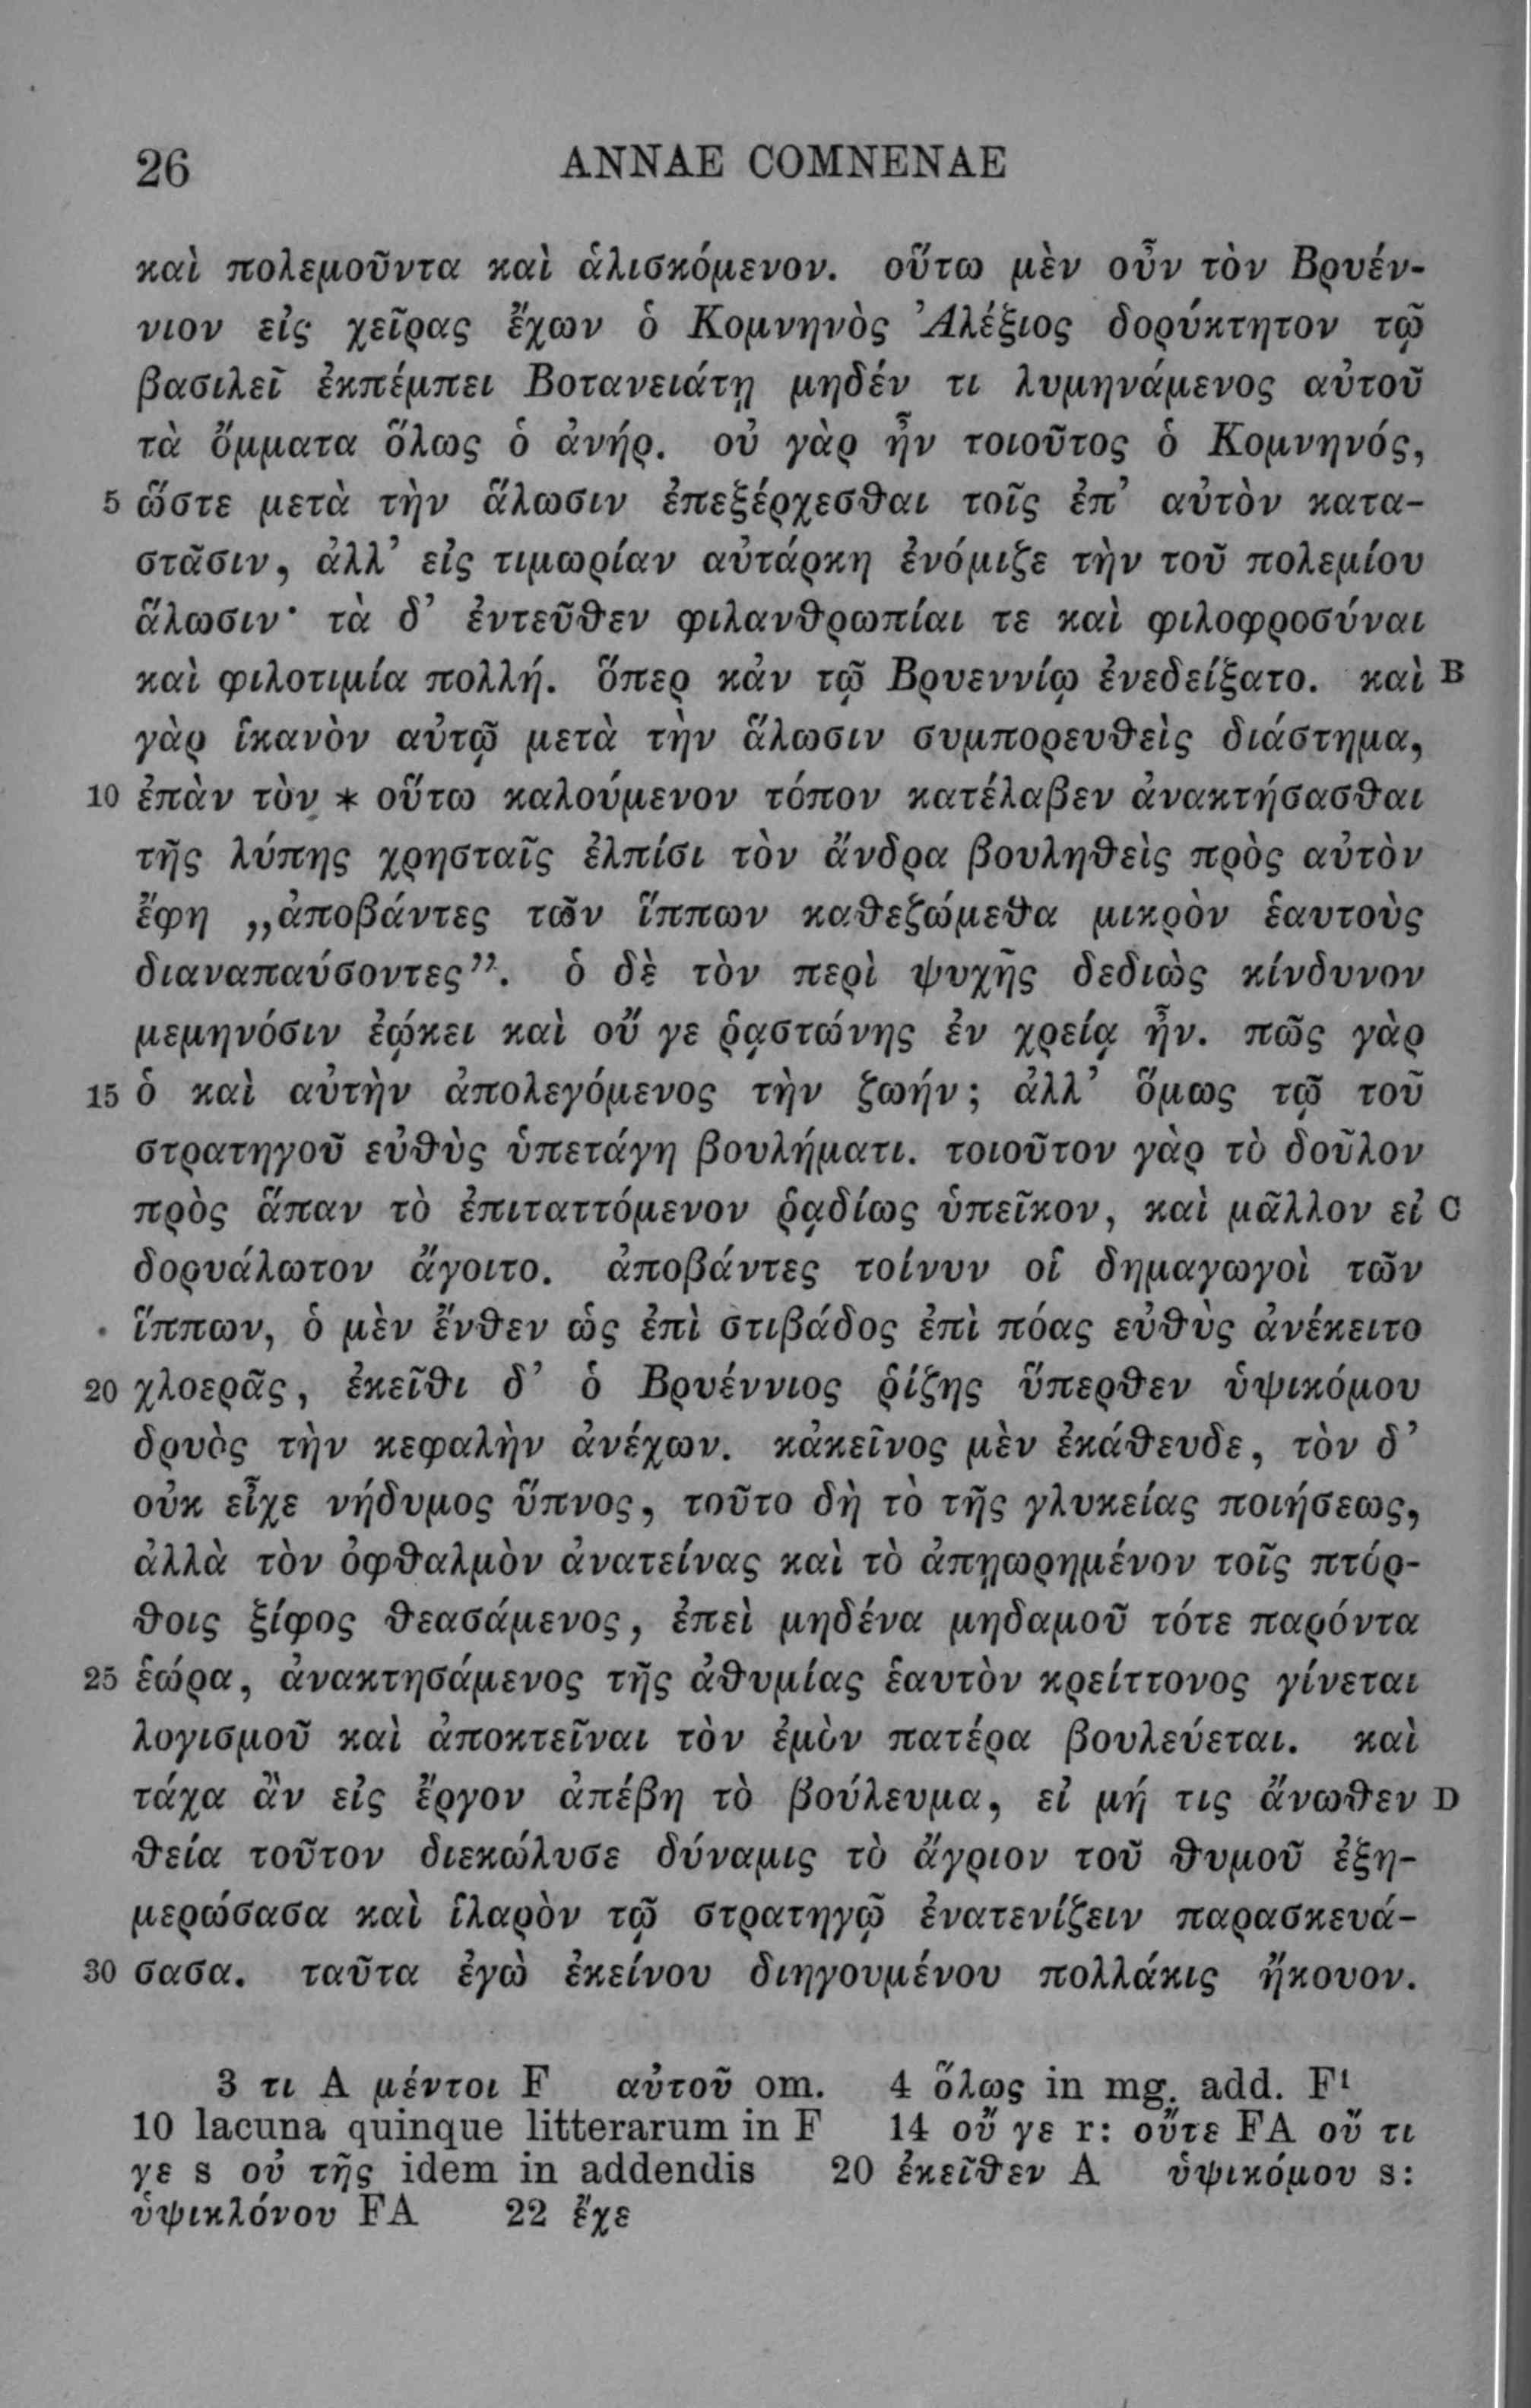 26 ANNAE COMNENAE
καὶ πολεμοῦντα καὶ ἁλισκόμενον. οὕτω μὲν οὖν τὸν Βρυέν-
νιον εἰς χεῖρας ἔχων ὁ Κομνηνὸς Ἀλέξιος δορύκτητον τῷ
βασιλεῖ ἐκπέμπει Βοτανειάτῃ μηδέν τι λυμηνάμενος αὐτοῦ
τὰ ὄμματα ὅλως ὁ ἀνήρ. οὐ γὰρ ἦν τοιοῦτος ὁ Κομνηνός,
5 ὥστε μετὰ τὴν ἅλωσιν ἐπεξέρχεσθαι τοῖς ἐπ' αὐτὸν κατα-
στᾶσιν, ἀλλ' εἰς τιμωρίαν αὐτάρκη ἐνόμιζε τὴν τοῦ πολεμίου
ἅλωσιν· τὰ δ' ἐντεῦθεν φιλανθρωπίαι τε καὶ φιλοφροσύναι
καὶ φιλοτιμία πολλή. ὅπερ κἀν τῷ Βρυεννίῳ ἐνεδείξατο. καὶ B
γὰρ ἱκανὸν αὐτῷ μετὰ τὴν ἅλωσιν συμπορευθεὶς διάστημα,
10 ἐπὰν τὸν * οὕτω καλούμενον τόπον κατέλαβεν ἀνακτήσασθαι
τῆς λύπης χρησταῖς ἐλπίσι τὸν ἄνδρα βουληθεὶς πρὸς αὐτὸν
ἔφη „ἀποβάντες τῶν ἵππων καθεζώμεθα μικρὸν ἑαυτοὺς
διαναπαύσοντες”. ὁ δὲ τὸν περὶ ψυχῆς δεδιὼς κίνδυνον
μεμηνόσιν ἐῴκει καὶ οὔ γε ῥᾳστώνης ἐν χρείᾳ ἦν. πῶς γὰρ
15 ὁ καὶ αὐτὴν ἀπολεγόμενος τὴν ζωήν; ἀλλ' ὅμως τῷ τοῦ
στρατηγοῦ εὐθὺς ὑπετάγη βουλήματι. τοιοῦτον γὰρ τὸ δοῦλον
πρὸς ἅπαν τὸ ἐπιταττόμενον ῥᾳδίως ὑπεῖκον, καὶ μᾶλλον εἰ C
δορυάλωτον ἄγοιτο. ἀποβάντες τοίνυν οἱ δημαγωγοὶ τῶν
ἵππων, ὁ μὲν ἔνθεν ὡς ἐπὶ στιβάδος ἐπὶ πόας εὐθὺς ἀνέκειτο
20 χλοερᾶς, ἐκεῖθι δ' ὁ Βρυέννιος ῥίζης ὕπερθεν ὑψικόμου
δρυὸς τὴν κεφαλὴν ἀνέχων. κἀκεῖνος μὲν ἐκάθευδε, τὸν δ'
οὐκ εἶχε νήδυμος ὕπνος, τοῦτο δὴ τὸ τῆς γλυκείας ποιήσεως,
ἀλλὰ τὸν ὀφθαλμὸν ἀνατείνας καὶ τὸ ἀπῃωρημένον τοῖς πτόρ-
θοις ξίφος θεασάμενος, ἐπεὶ μηδένα μηδαμοῦ τότε παρόντα
25 ἑώρα, ἀνακτησάμενος τῆς ἀθυμίας ἑαυτὸν κρείττονος γίνεται
λογισμοῦ καὶ ἀποκτεῖναι τὸν ἐμὸν πατέρα βουλεύεται. καὶ
τάχα ἂν εἰς ἔργον ἀπέβη τὸ βούλευμα, εἰ μή τις ἄνωθεν D
θεία τοῦτον διεκώλυσε δύναμις τὸ ἄγριον τοῦ θυμοῦ ἐξη-
μερώσασα καὶ ἱλαρὸν τῷ στρατηγῷ ἐνατενίζειν παρασκευά-
30 σασα. ταῦτα ἐγὼ ἐκείνου διηγουμένου πολλάκις ἤκουον.
3 τι A μέντοι F αὐτοῦ om. 4 ὅλως in mg. add. F¹
10 lacuna quinque litterarum in F 14 οὔ γε r: οὔτε FA οὔ τι
γε s οὐ τῆς idem in addendis 20 ἐκεῖθεν A ὑψικόμου s:
ὑψικλόνου FA 22 ἔχε